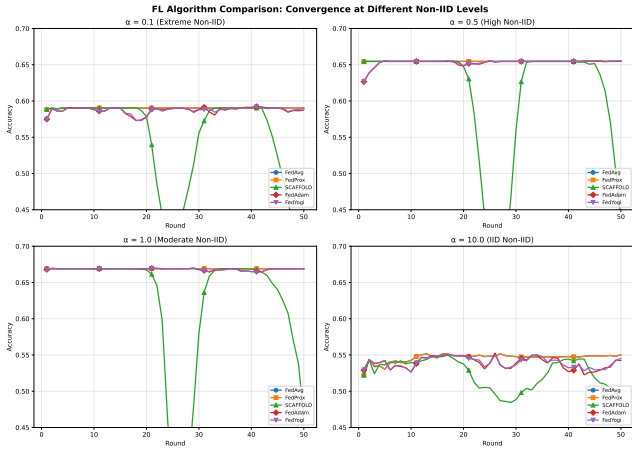 FL Algorithm Comparison: Convergence at Different Non-IID Levels
α = 0.1 (Extreme Non-IID)
Accuracy
0.70
0.65
0.60
0.55
0.50
0.45
0 10 20 30 40 50
Round
FedAvg
FedProx
SCAFFOLD
FedAdam
FedYogi
α = 0.5 (High Non-IID)
Accuracy
0.70
0.65
0.60
0.55
0.50
0.45
0 10 20 30 40 50
Round
FedAvg
FedProx
SCAFFOLD
FedAdam
FedYogi
α = 1.0 (Moderate Non-IID)
Accuracy
0.70
0.65
0.60
0.55
0.50
0.45
0 10 20 30 40 50
Round
FedAvg
FedProx
SCAFFOLD
FedAdam
FedYogi
α = 10.0 (IID Non-IID)
Accuracy
0.70
0.65
0.60
0.55
0.50
0.45
0 10 20 30 40 50
Round
FedAvg
FedProx
SCAFFOLD
FedAdam
FedYogi